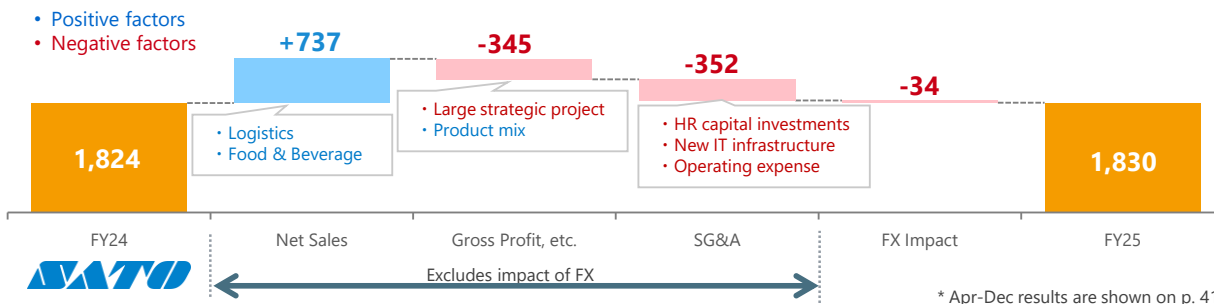 • Positive factors
• Negative factors
+737
-345
-352
-34
・Large strategic project
・Product mix
・Logistics
・Food & Beverage
・HR capital investments
・New IT infrastructure
・Operating expense
1,824
1,830
FY24
Net Sales
Gross Profit, etc.
SG&A
FX Impact
FY25
SATO
Excludes impact of FX
* Apr-Dec results are shown on p. 41